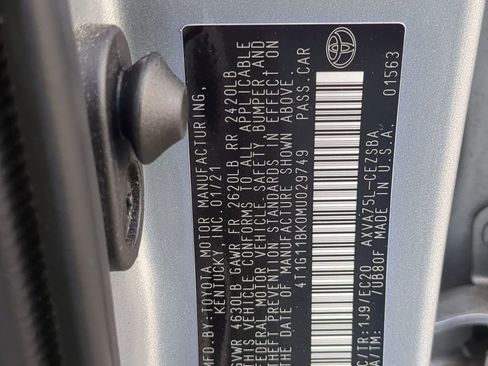 MFD.BY:TOYOTA MOTOR MANUFACTURING,
KENTUCKY, INC. 01/21
GVWR 4630LB GAWR FR 2620LB RR 2420LB
THIS VEHICLE CONFORMS TO ALL APPLICABLE
FEDERAL MOTOR VEHICLE SAFETY, BUMPER AND
THEFT PREVENTION STANDARDS IN EFFECT ON
THE DATE OF MANUFACTURE SHOWN ABOVE.
4T1G11BK0MU029749 PASS.CAR
01563
C/TR:1J9/EC20 AXVA75L-CEZSBA
A/TM: /UB80F MADE IN U.S.A.